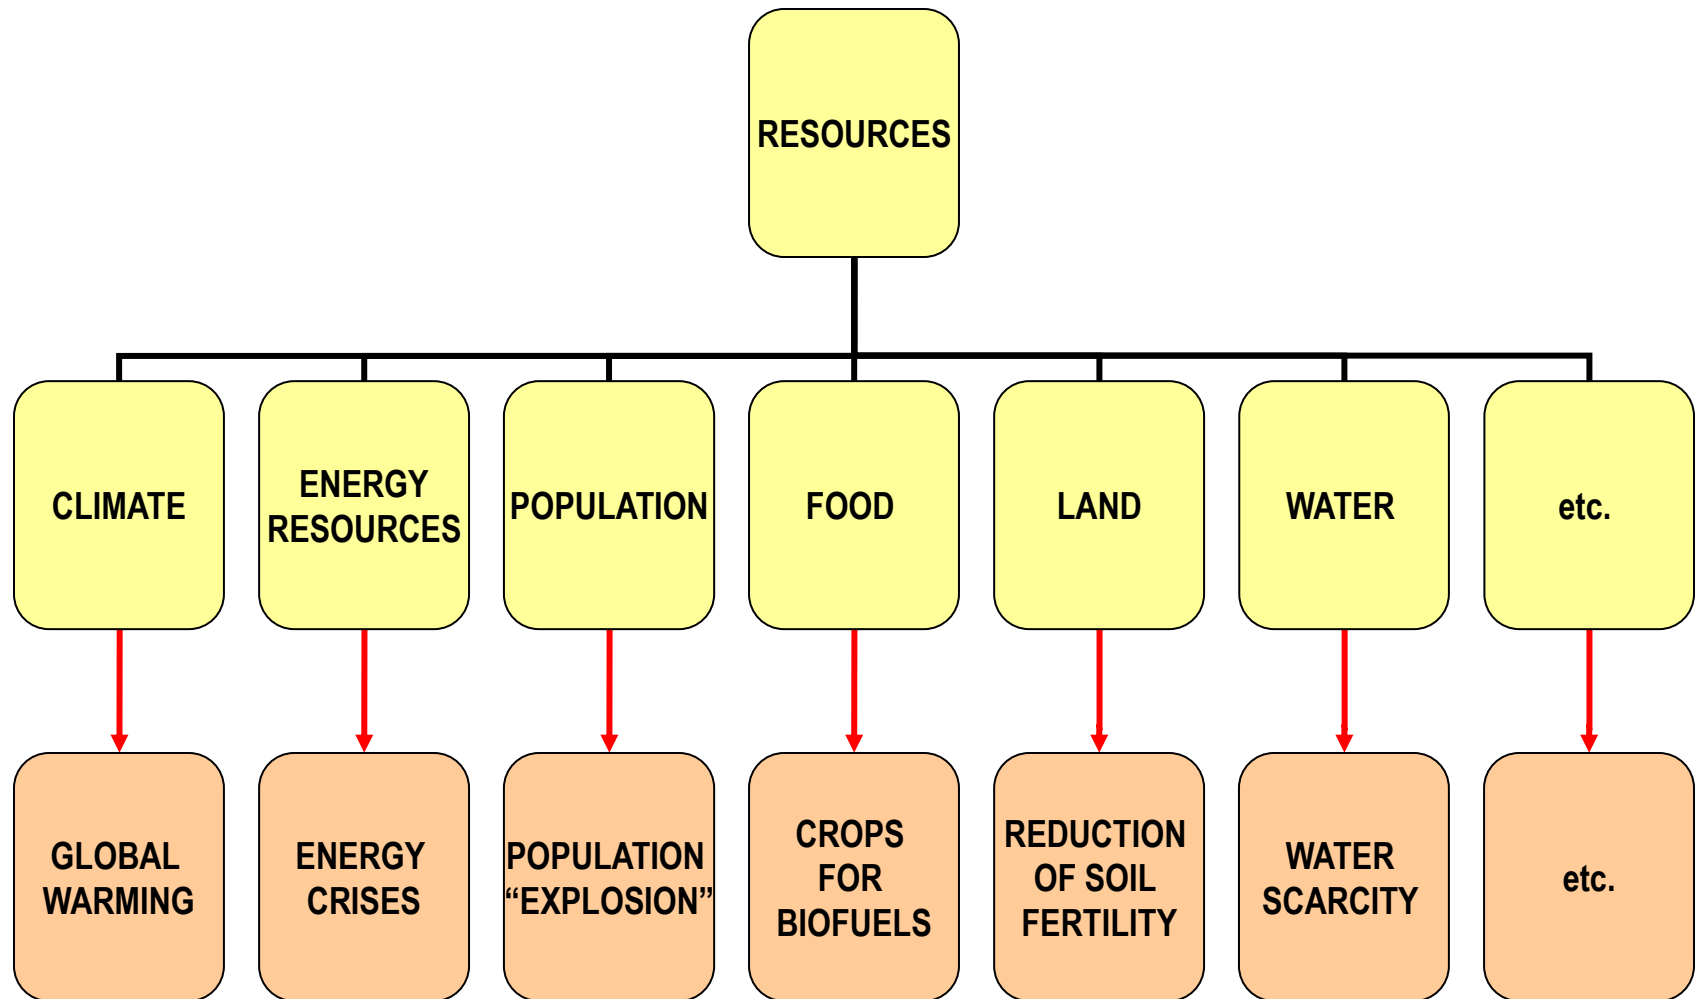 RESOURCES
CLIMATE
ENERGY
RESOURCES
POPULATION
FOOD
LAND
WATER
etc.
GLOBAL
WARMING
ENERGY
CRISES
POPULATION
“EXPLOSION”
CROPS
FOR
BIOFUELS
REDUCTION
OF SOIL
FERTILITY
WATER
SCARCITY
etc.